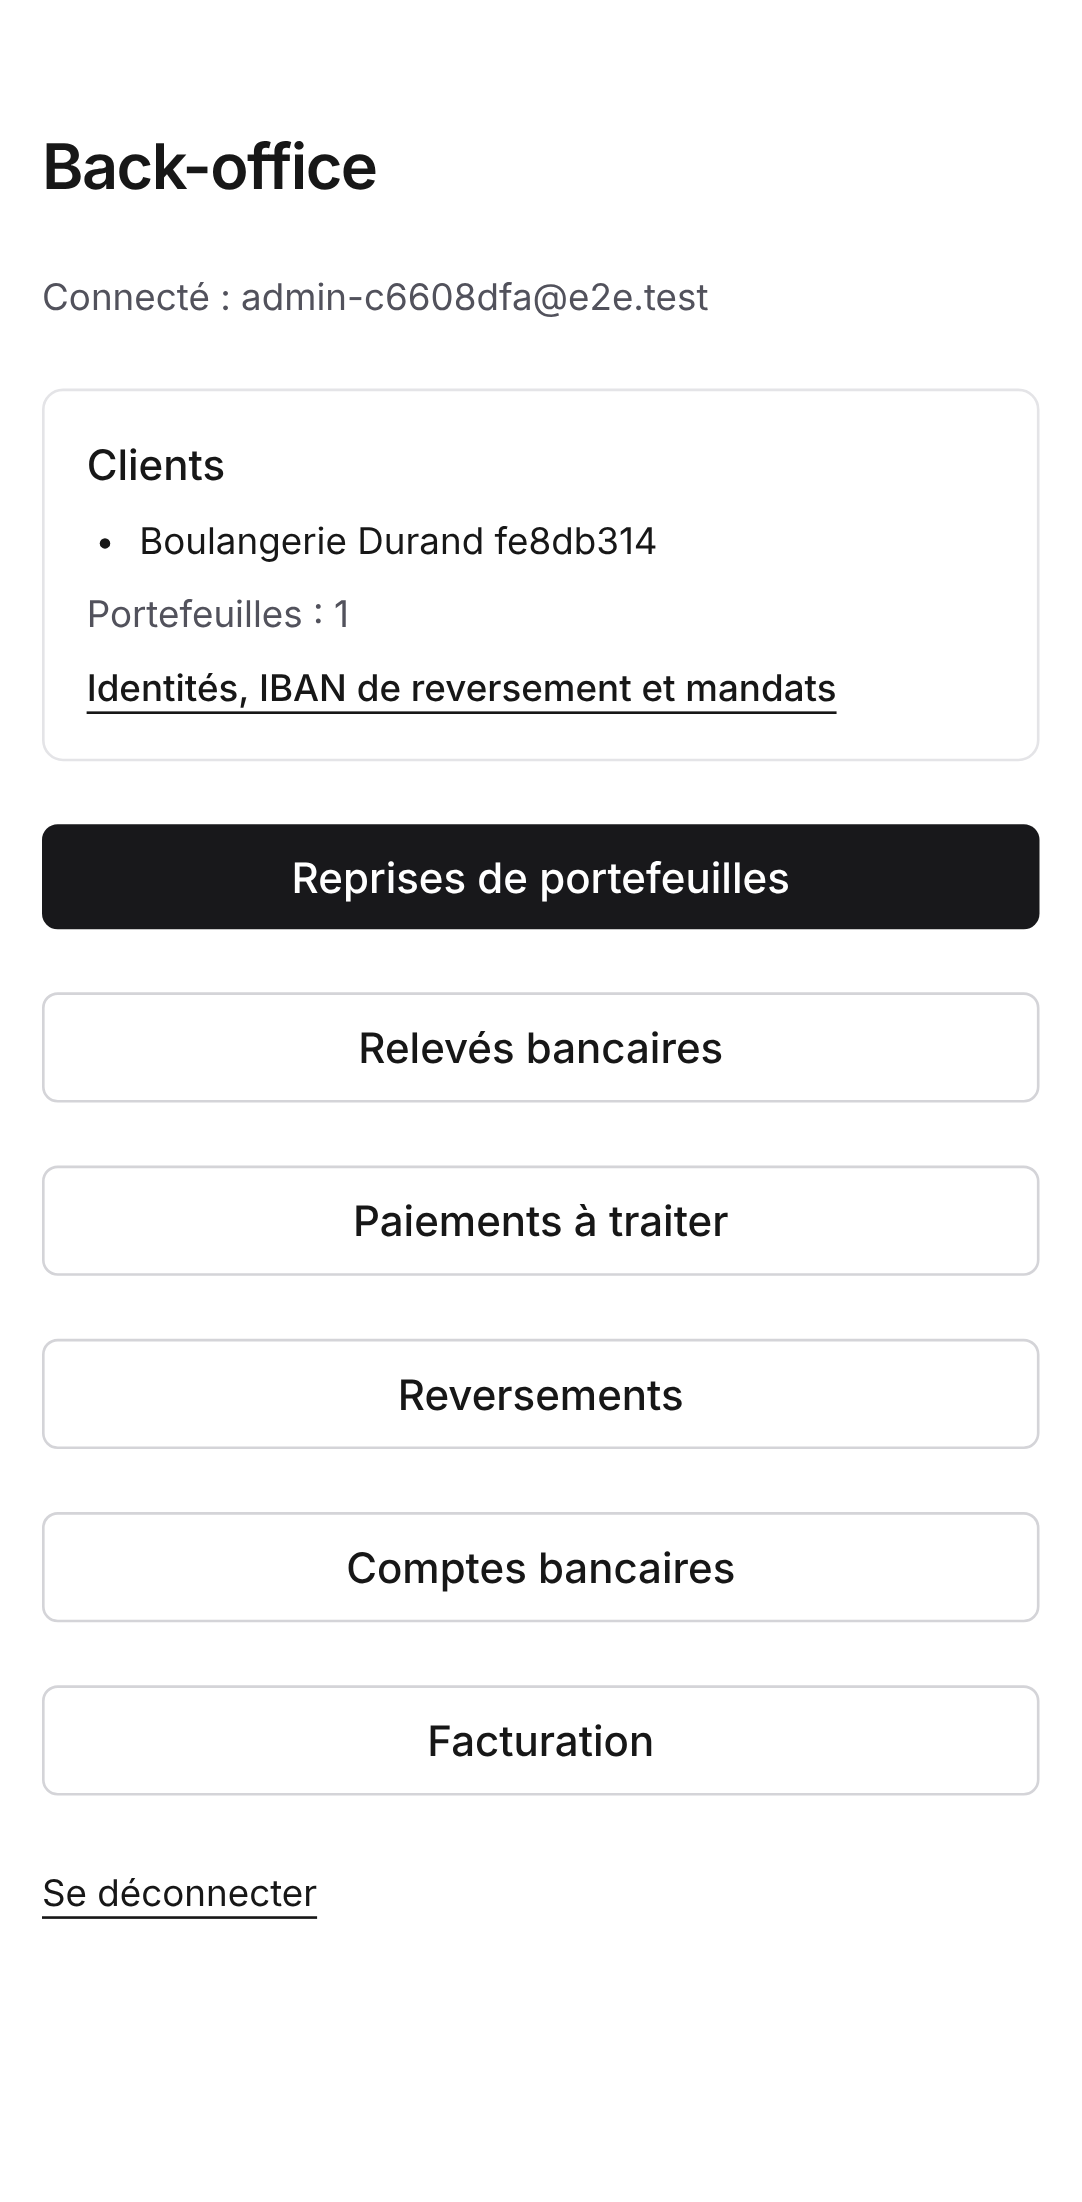 Back-office
Connecté : admin-c6608dfa@e2e.test
Clients
• Boulangerie Durand fe8db314
Portefeuilles : 1
Identités, IBAN de reversement et mandats
Reprises de portefeuilles
Relevés bancaires
Paiements à traiter
Reversements
Comptes bancaires
Facturation
Se déconnecter